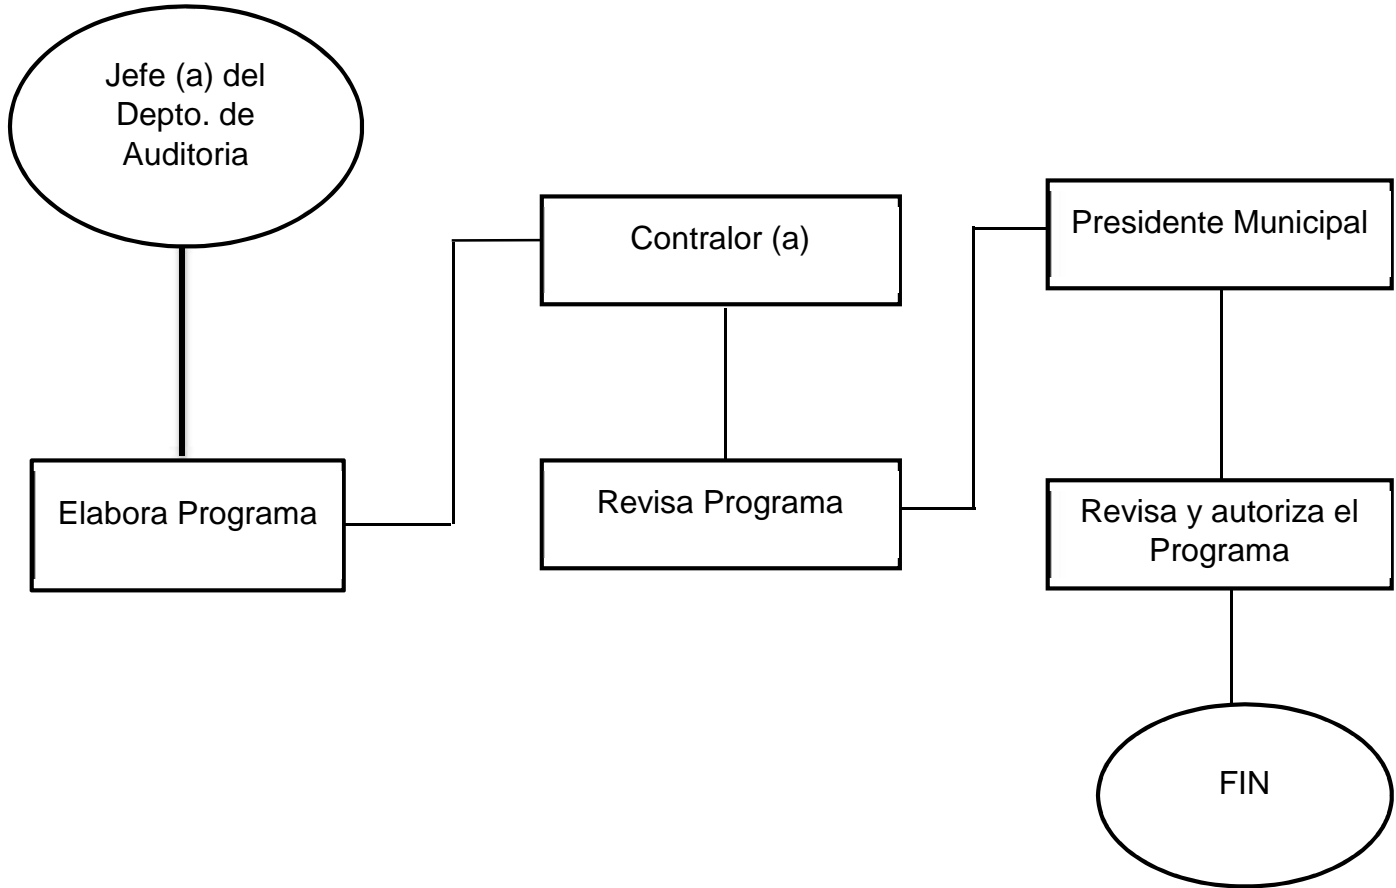 Jefe (a) del
Depto. de
Auditoria
Elabora Programa
Contralor (a)
Revisa Programa
Presidente Municipal
Revisa y autoriza el
Programa
FIN